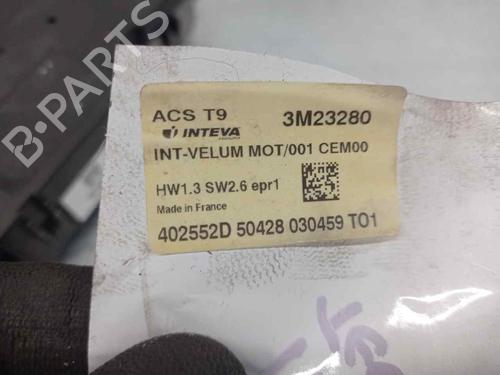 B-PARTS
ACS T9
INTEVA
3M23280
INT-VELUM MOT/001 CEM00
HW1.3 SW2.6 epr1
Made in France
402552D 50428 030459 TO1